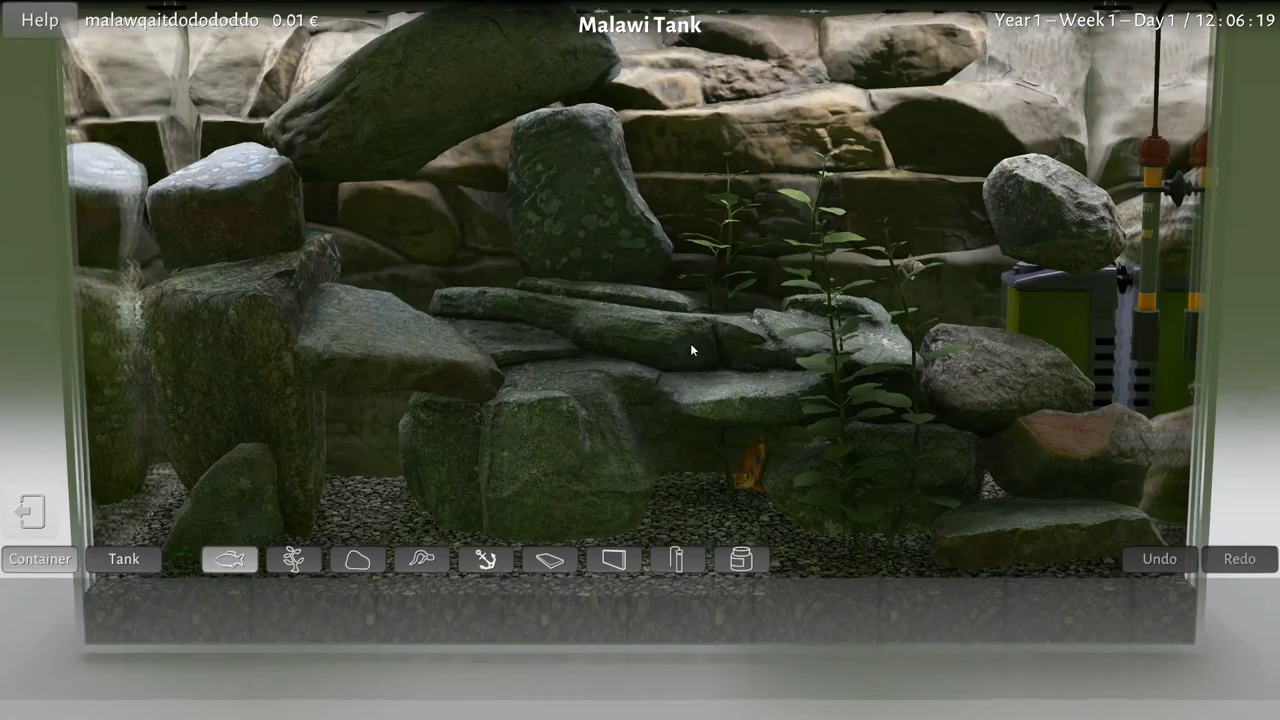 Help malawqaitdodododdo 0.01 € Malawi Tank Year 1 – Week 1 – Day 1 / 12:06:19
Container Tank Undo Redo